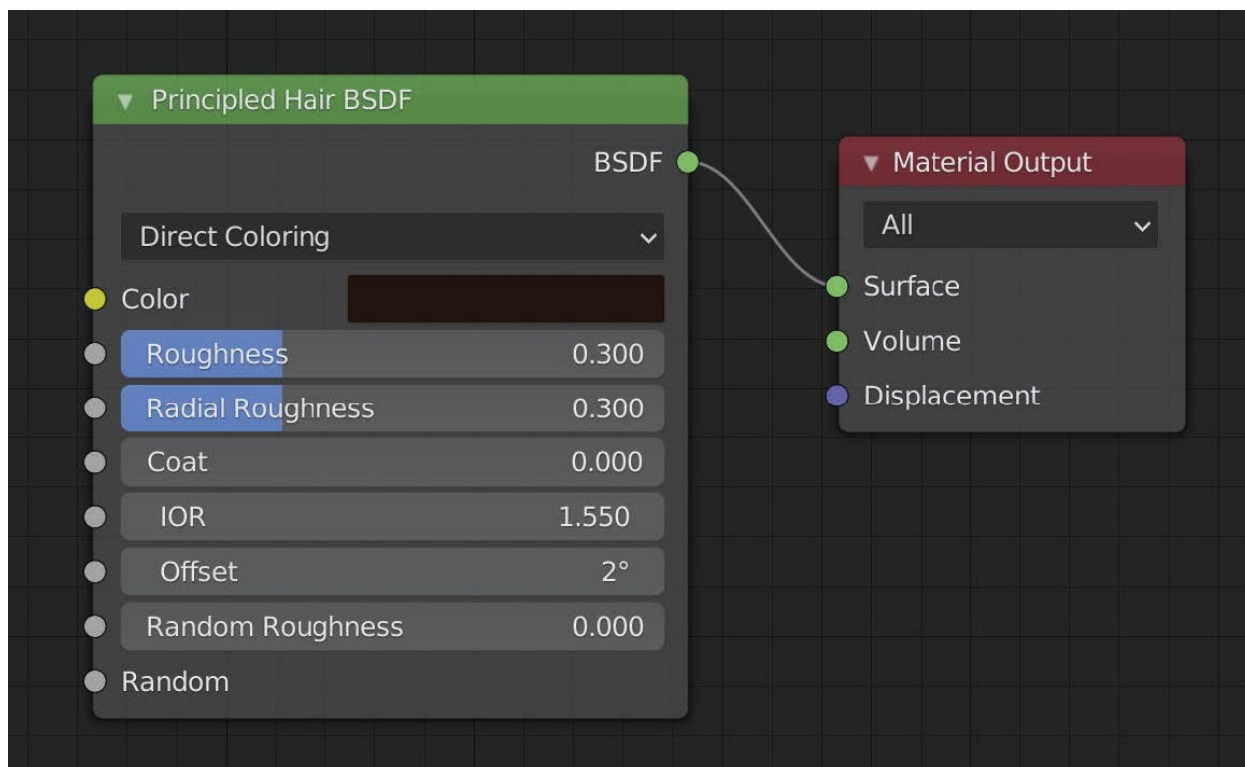 Principled Hair BSDF
BSDF
Direct Coloring
Color
Roughness 0.300
Radial Roughness 0.300
Coat 0.000
IOR 1.550
Offset 2°
Random Roughness 0.000
Random
Material Output
All
Surface
Volume
Displacement